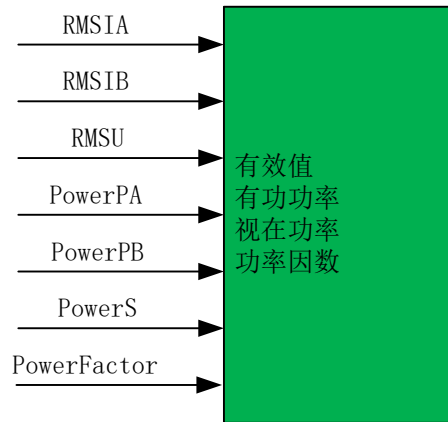 RMSIA
RMSIB
RMSU
PowerPA
PowerPB
PowerS
PowerFactor
有效值
有功功率
视在功率
功率因数